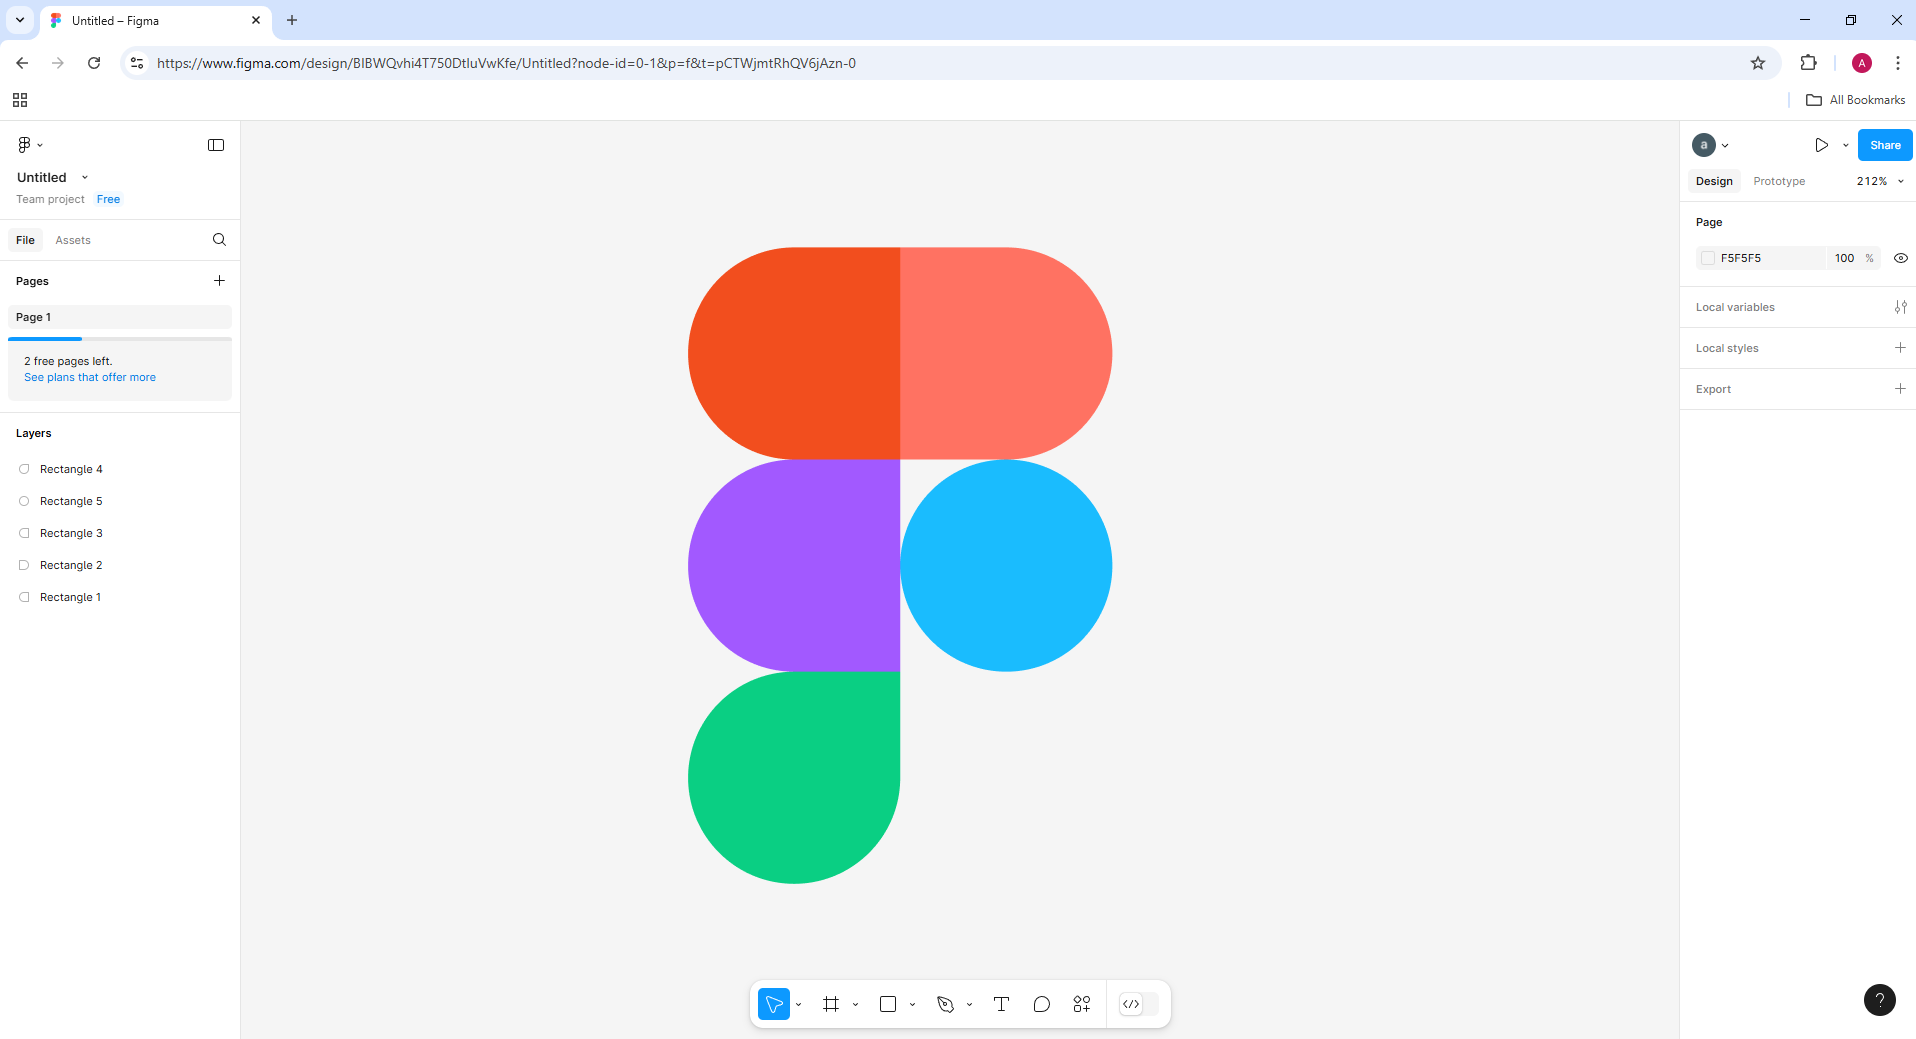 Untitled – Figma
https://www.figma.com/design/BIBWQvhi4T750DtluVwKfe/Untitled?node-id=0-1&p=f&t=pCTWjmtRhQV6jAzn-0
A
All Bookmarks
Untitled
Team project Free
File Assets
Pages
Page 1
2 free pages left.
See plans that offer more
Layers
Rectangle 4
Rectangle 5
Rectangle 3
Rectangle 2
Rectangle 1
a
Share
Design Prototype 212%
Page
F5F5F5 100 %
Local variables
Local styles
Export
?